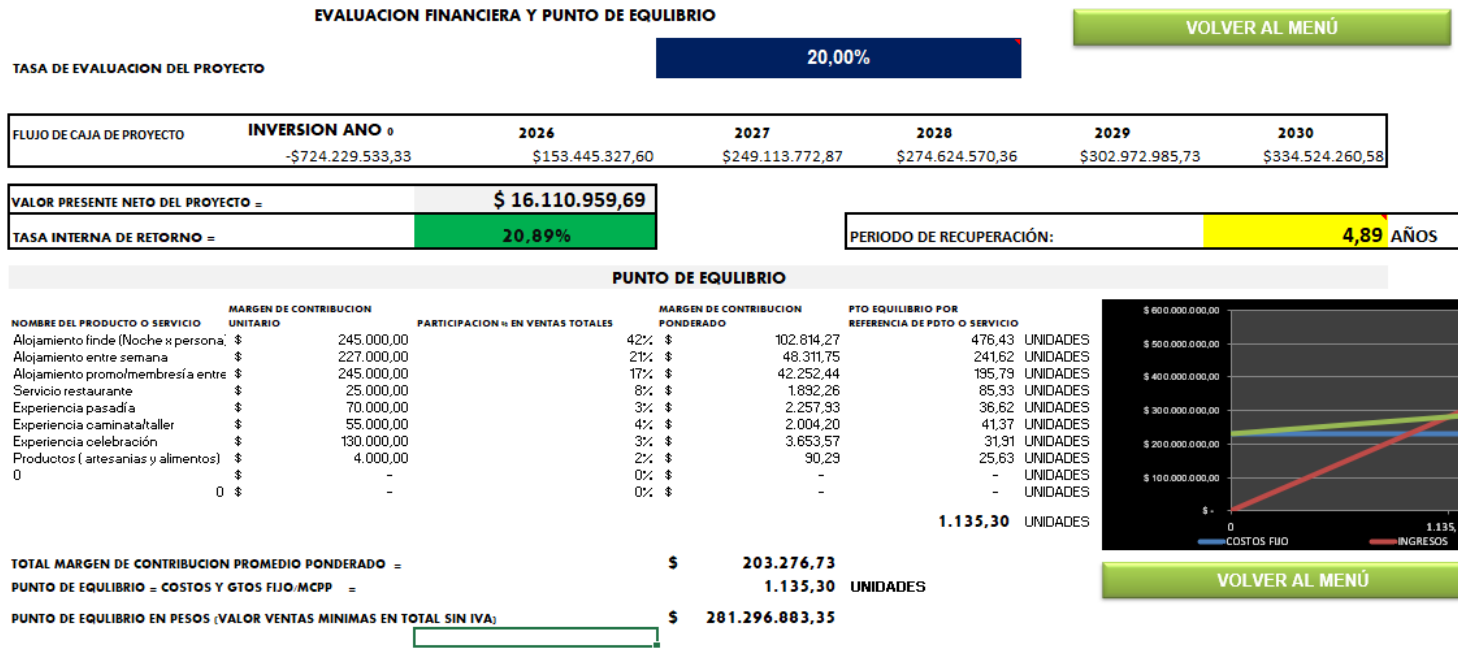 EVALUACION FINANCIERA Y PUNTO DE EQULIBRIO
VOLVER AL MENÚ
TASA DE EVALUACION DEL PROYECTO 20,00%
FLUJO DE CAJA DE PROYECTO INVERSION ANO 0 2026 2027 2028 2029 2030
-$724.229.533,33 $153.445.327,60 $249.113.772,87 $274.624.570,36 $302.972.985,73 $334.524.260,58
VALOR PRESENTE NETO DEL PROYECTO = $ 16.110.959,69
TASA INTERNA DE RETORNO = 20,89% PERIODO DE RECUPERACIÓN: 4,89 AÑOS
PUNTO DE EQULIBRIO
NOMBRE DEL PRODUCTO O SERVICIO MARGEN DE CONTRIBUCION UNITARIO PARTICIPACION % EN VENTAS TOTALES MARGEN DE CONTRIBUCION PONDERADO PTO EQUILIBRIO POR REFERENCIA DE PDTO O SERVICIO
Alojamiento finde (Noche x persona) $ 245.000,00 42% $ 102.814,27 476,43 UNIDADES
Alojamiento entre semana $ 227.000,00 21% $ 48.311,75 241,62 UNIDADES
Alojamiento promo/membresía entre $ 245.000,00 17% $ 42.252,44 195,79 UNIDADES
Servicio restaurante $ 25.000,00 8% $ 1.892,26 85,93 UNIDADES
Experiencia pasadía $ 70.000,00 3% $ 2.257,93 36,62 UNIDADES
Experiencia caminata/taller $ 55.000,00 4% $ 2.004,20 41,37 UNIDADES
Experiencia celebración $ 130.000,00 3% $ 3.653,57 31,91 UNIDADES
Productos ( artesanias y alimentos) $ 4.000,00 2% $ 90,29 25,63 UNIDADES
0 $ - 0% $ - - UNIDADES
0 $ - 0% $ - - UNIDADES
1.135,30 UNIDADES
TOTAL MARGEN DE CONTRIBUCION PROMEDIO PONDERADO = $ 203.276,73
PUNTO DE EQULIBRIO = COSTOS Y GTOS FIJO/MCPP = 1.135,30 UNIDADES
PUNTO DE EQULIBRIO EN PESOS (VALOR VENTAS MINIMAS EN TOTAL SIN IVA) $ 281.296.883,35
$ 600.000.000,00
$ 500.000.000,00
$ 400.000.000,00
$ 300.000.000,00
$ 200.000.000,00
$ 100.000.000,00
$ -
0 1.135,
COSTOS FIJO INGRESOS
VOLVER AL MENÚ